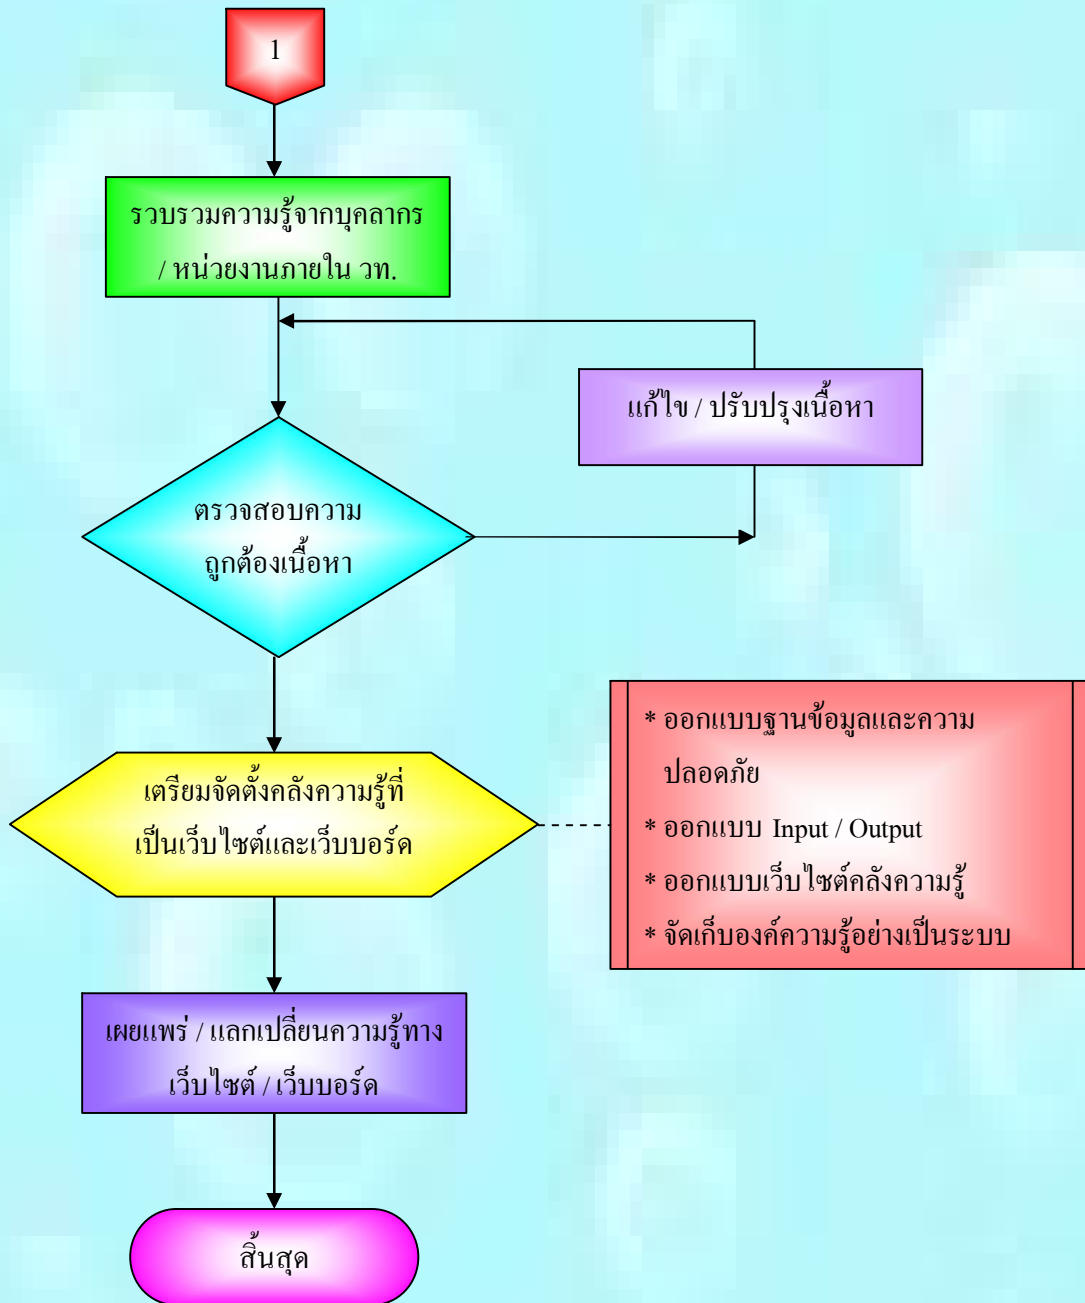 1
รวบรวมความรู้จากบุคลากร
/ หน่วยงานภายใน วท.
แก้ไข / ปรับปรุงเนื้อหา
ตรวจสอบความ
ถูกต้องเนื้อหา
เตรียมจัดตั้งคลังความรู้ที่
เป็นเว็บไซต์และเว็บบอร์ด
* ออกแบบฐานข้อมูลและความ
ปลอดภัย
* ออกแบบ Input / Output
* ออกแบบเว็บไซต์คลังความรู้
* จัดเก็บองค์ความรู้อย่างเป็นระบบ
เผยแพร่ / แลกเปลี่ยนความรู้ทาง
เว็บไซต์ / เว็บบอร์ด
สิ้นสุด